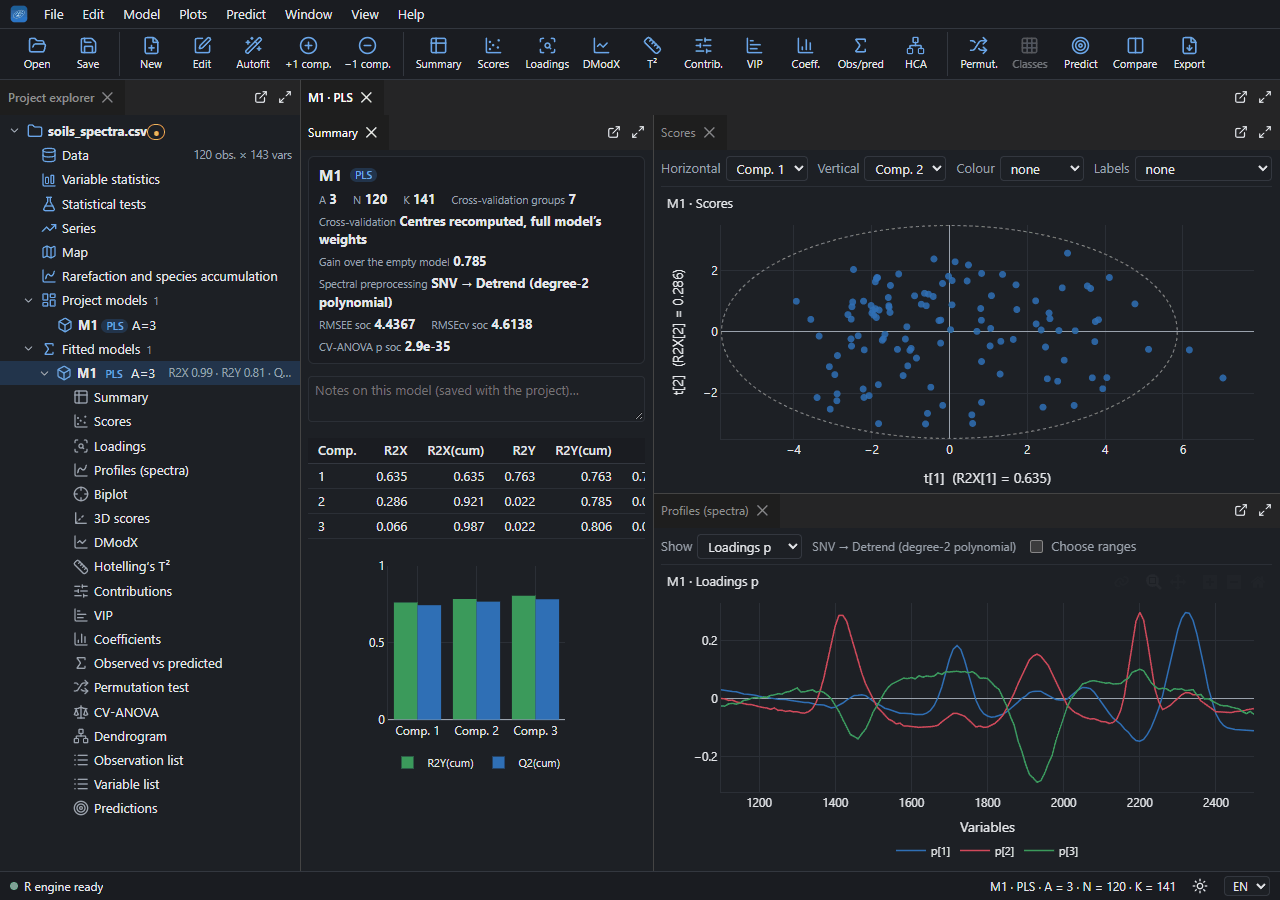 File Edit Model Plots Predict Window View Help
Open Save New Edit Autofit +1 comp. −1 comp. Summary Scores Loadings DModX T² Contrib. VIP Coeff. Obs/pred HCA Permut. Classes Predict Compare Export
Project explorer
soils_spectra.csv
Data 120 obs. × 143 vars
Variable statistics
Statistical tests
Series
Map
Rarefaction and species accumulation
Project models 1
M1 PLS A=3
Fitted models 1
M1 PLS A=3 R2X 0.99 · R2Y 0.81 · Q...
Summary
Scores
Loadings
Profiles (spectra)
Biplot
3D scores
DModX
Hotelling's T²
Contributions
VIP
Coefficients
Observed vs predicted
Permutation test
CV-ANOVA
Dendrogram
Observation list
Variable list
Predictions
M1 · PLS
Summary
M1 PLS
A 3 N 120 K 141 Cross-validation groups 7
Cross-validation Centres recomputed, full model's
weights
Gain over the empty model 0.785
Spectral preprocessing SNV → Detrend (degree-2
polynomial)
RMSEE soc 4.4367 RMSEcv soc 4.6138
CV-ANOVA p soc 2.9e-35
Notes on this model (saved with the project)...
Comp. R2X R2X(cum) R2Y R2Y(cum)
1 0.635 0.635 0.763 0.763
2 0.286 0.921 0.022 0.785
3 0.066 0.987 0.022 0.806
1
0.5
0
Comp. 1 Comp. 2 Comp. 3
R2Y(cum) Q2(cum)
Scores
Horizontal Comp. 1 Vertical Comp. 2 Colour none Labels none
M1 · Scores
t[2] (R2X[2] = 0.286)
2
0
−2
−4 −2 0 2 4 6
t[1] (R2X[1] = 0.635)
Profiles (spectra)
Show Loadings p SNV → Detrend (degree-2 polynomial) Choose ranges
M1 · Loadings p
0.2
0
−0.2
1200 1400 1600 1800 2000 2200 2400
Variables
p[1] p[2] p[3]
R engine ready
M1 · PLS · A = 3 · N = 120 · K = 141
EN